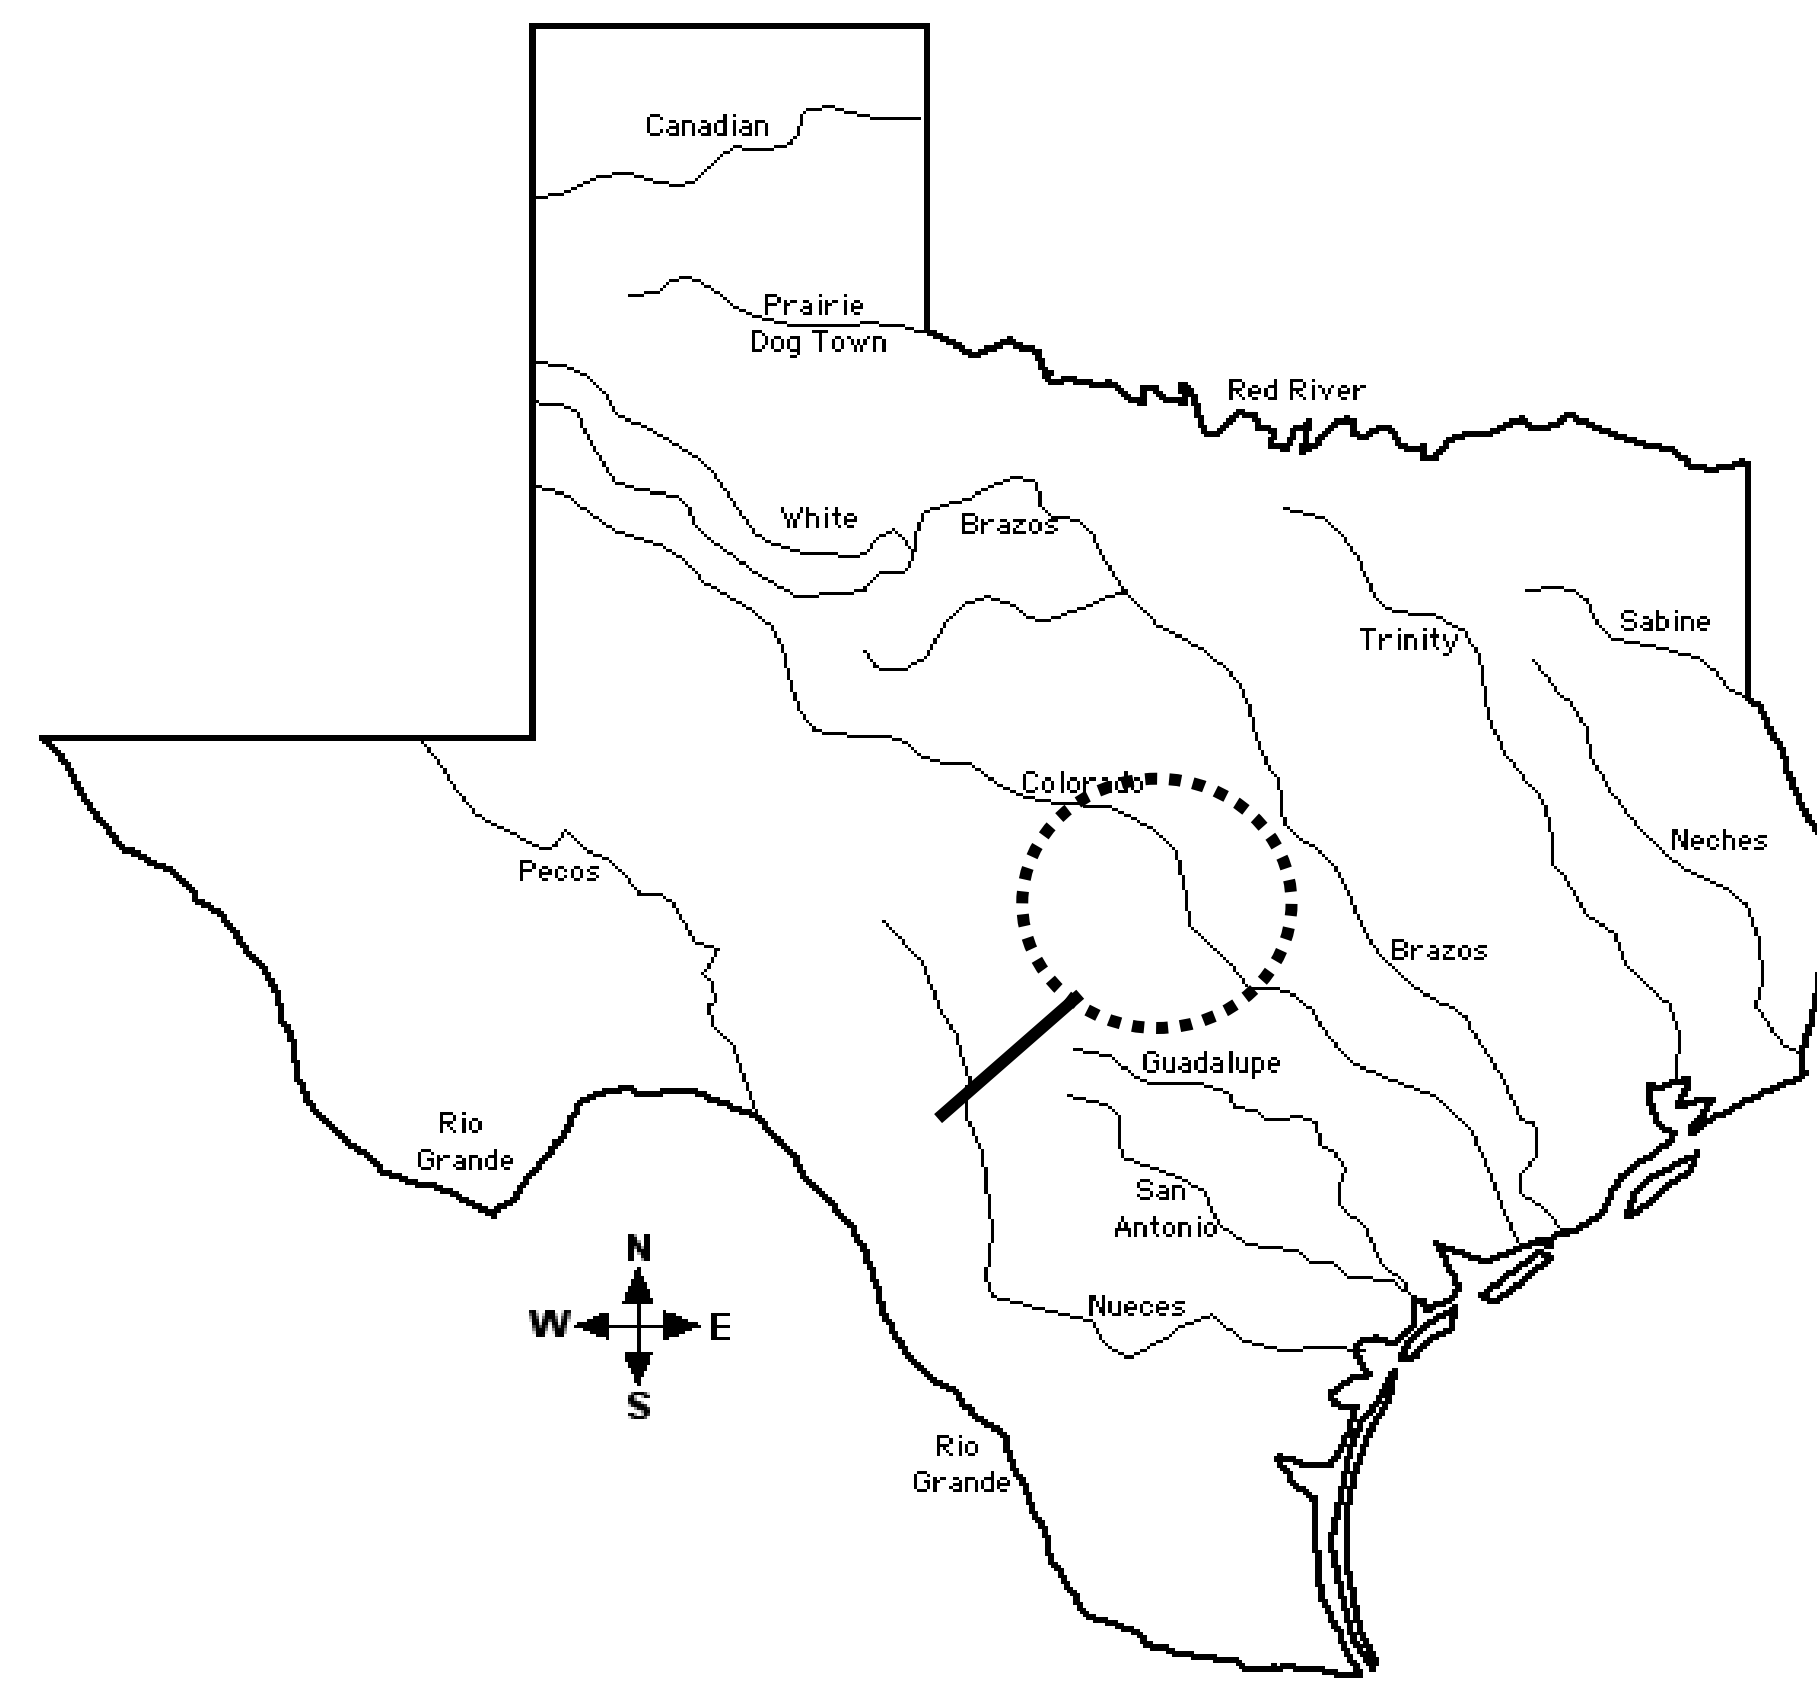 Canadian
Prairie
Dog Town
Red River
White
Brazos
Trinity
Sabine
Colorado
Neches
Pecos
Brazos
Guadalupe
Rio
Grande
San
Antonio
N
W E
S
Nueces
Rio
Grande